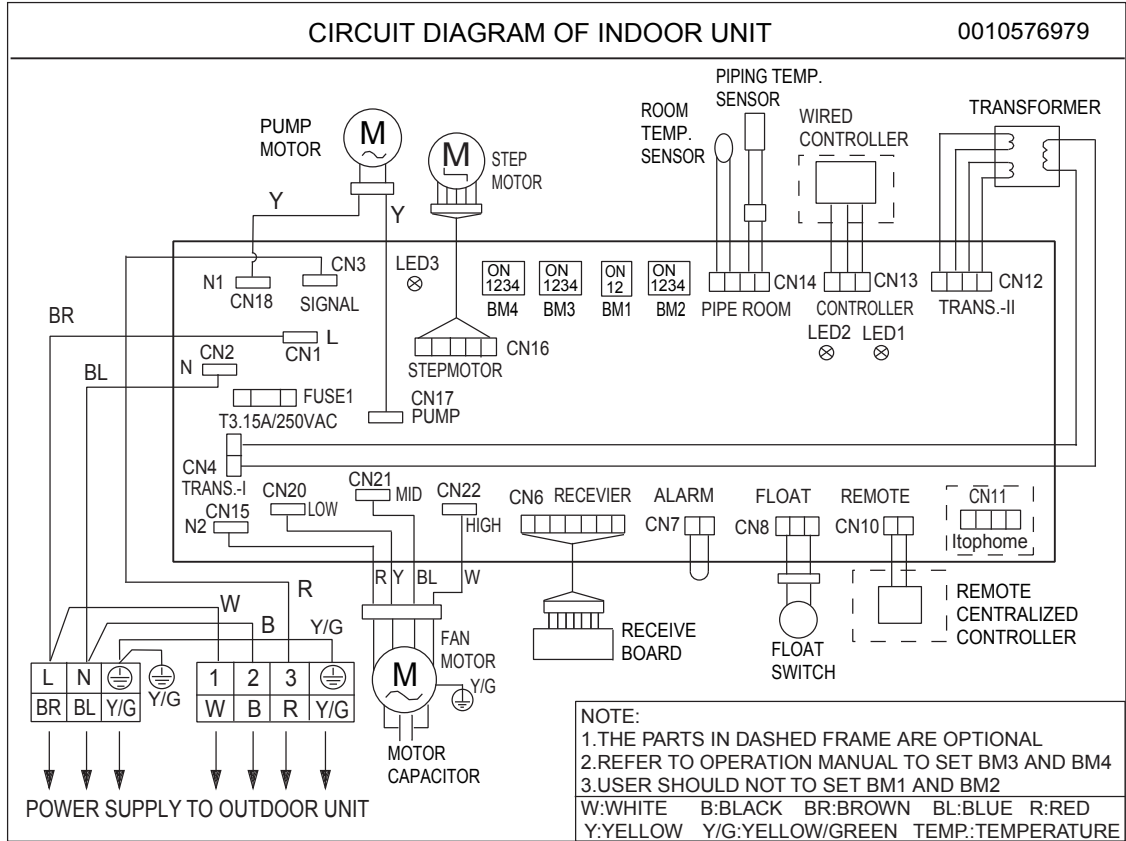 CIRCUIT DIAGRAM OF INDOOR UNIT
0010576979
PUMP
MOTOR
M
M
STEP
MOTOR
ROOM
TEMP.
SENSOR
PIPING TEMP.
SENSOR
WIRED
CONTROLLER
TRANSFORMER
Y
Y
N1
CN18
CN3
SIGNAL
LED3
ON
1234
BM4
ON
1234
BM3
ON
12
BM1
ON
1234
BM2
CN14
PIPE ROOM
CN13
CONTROLLER
LED2
LED1
CN12
TRANS.-II
BR
CN1
L
BL
CN2
N
CN16
STEPMOTOR
FUSE1
T3.15A/250VAC
CN17
PUMP
CN4
TRANS.-I
CN15
N2
CN20
LOW
CN21
MID
CN22
HIGH
CN6 RECEVIER
ALARM
CN7
FLOAT
CN8
REMOTE
CN10
CN11
Itophome
R
Y
BL
W
R
W
B
Y/G
FAN
MOTOR
M
Y/G
MOTOR
CAPACITOR
RECEIVE
BOARD
FLOAT
SWITCH
REMOTE
CENTRALIZED
CONTROLLER
L N
BR BL Y/G
Y/G
1 2 3
W B R Y/G
POWER SUPPLY TO OUTDOOR UNIT
NOTE:
1.THE PARTS IN DASHED FRAME ARE OPTIONAL
2.REFER TO OPERATION MANUAL TO SET BM3 AND BM4
3.USER SHOULD NOT TO SET BM1 AND BM2
W:WHITE B:BLACK BR:BROWN BL:BLUE R:RED
Y:YELLOW Y/G:YELLOW/GREEN TEMP.:TEMPERATURE